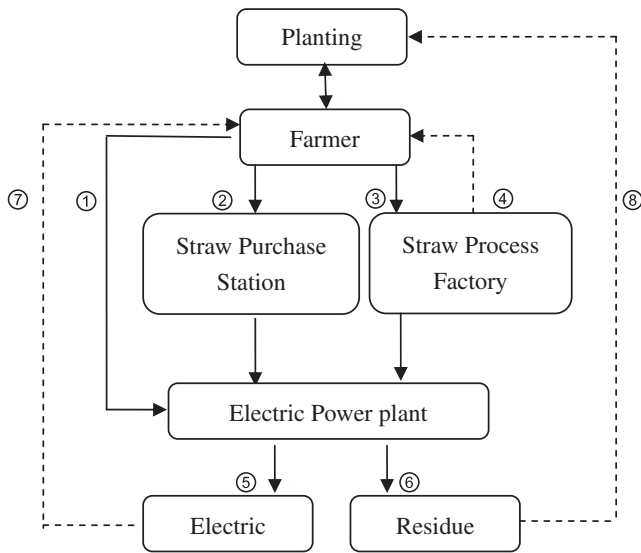 Planting
Farmer
⑦
①
②
③
④
⑧
Straw Purchase
Station
Straw Process
Factory
Electric Power plant
⑤
⑥
Electric
Residue